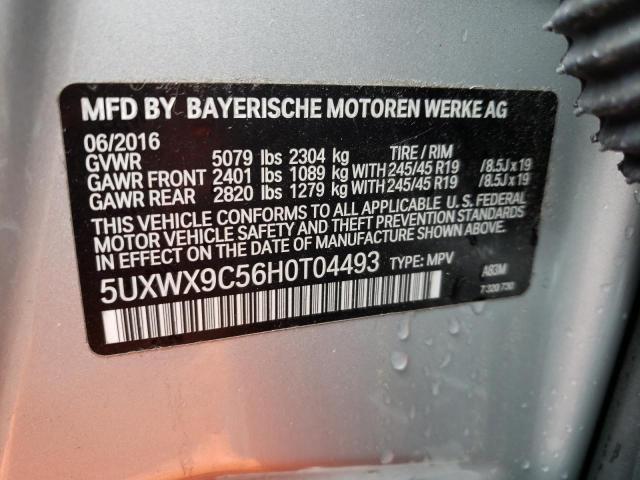 MFD BY BAYERISCHE MOTOREN WERKE AG
06/2016
GVWR 5079 lbs 2304 kg TIRE / RIM
GAWR FRONT 2401 lbs 1089 kg WITH 245/45 R19 /8.5J x 19
GAWR REAR 2820 lbs 1279 kg WITH 245/45 R19 /8.5J x 19
THIS VEHICLE CONFORMS TO ALL APPLICABLE U.S. FEDERAL
MOTOR VEHICLE SAFETY AND THEFT PREVENTION STANDARDS
IN EFFECT ON THE DATE OF MANUFACTURE SHOWN ABOVE.
5UXWX9C56H0T04493 TYPE: MPV A83M
7 320 730